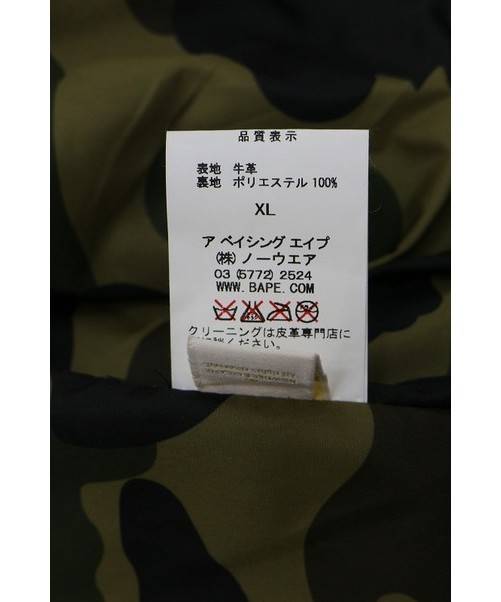 品質表示
表地 牛革
裏地 ポリエステル 100%
XL
ア ベイシング エイプ
(株) ノーウエア
03 (5772) 2524
WWW.BAPE.COM
クリーニングは皮革専門店に
ください。